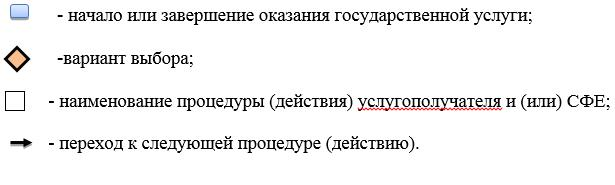 - начало или завершение оказания государственной услуги;
-вариант выбора;
- наименование процедуры (действия) услугополучателя и (или) СФЕ;
- переход к следующей процедуре (действию).